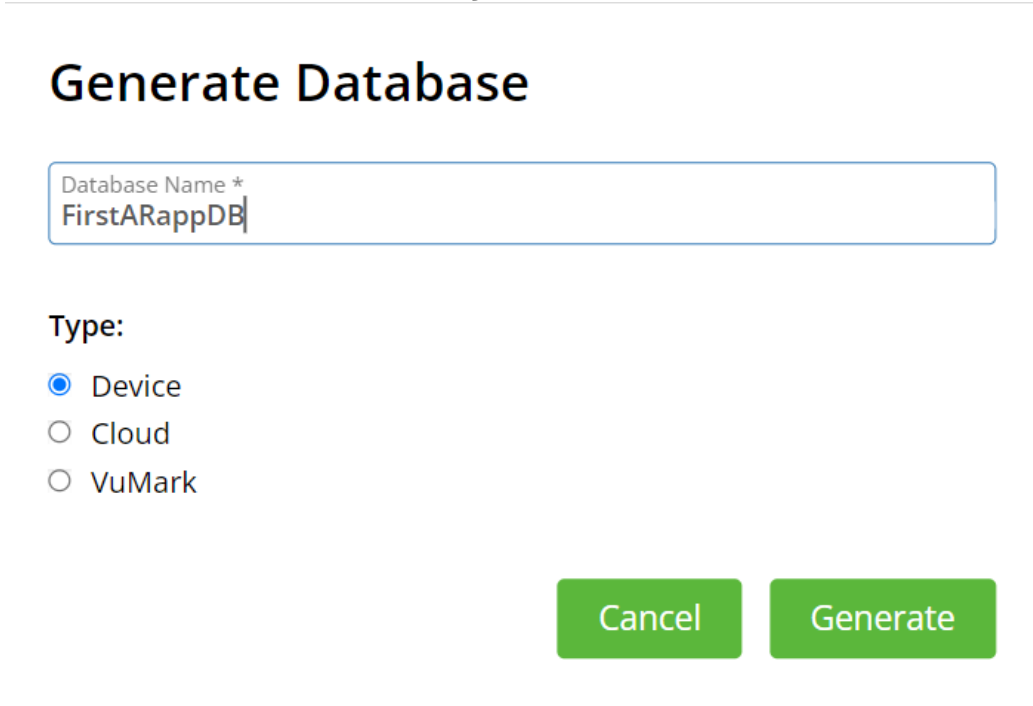 Generate Database
Database Name *
FirstARappDB
Type:
Device
Cloud
VuMark
Cancel Generate